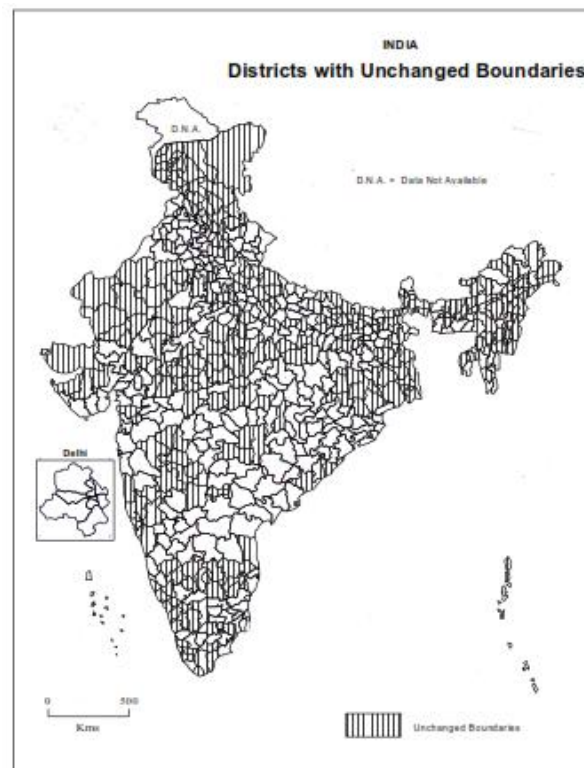 INDIA
Districts with Unchanged Boundaries
D.N.A.
D.N.A. = Data Not Available
Delhi
0 500
Kms
Unchanged Boundaries